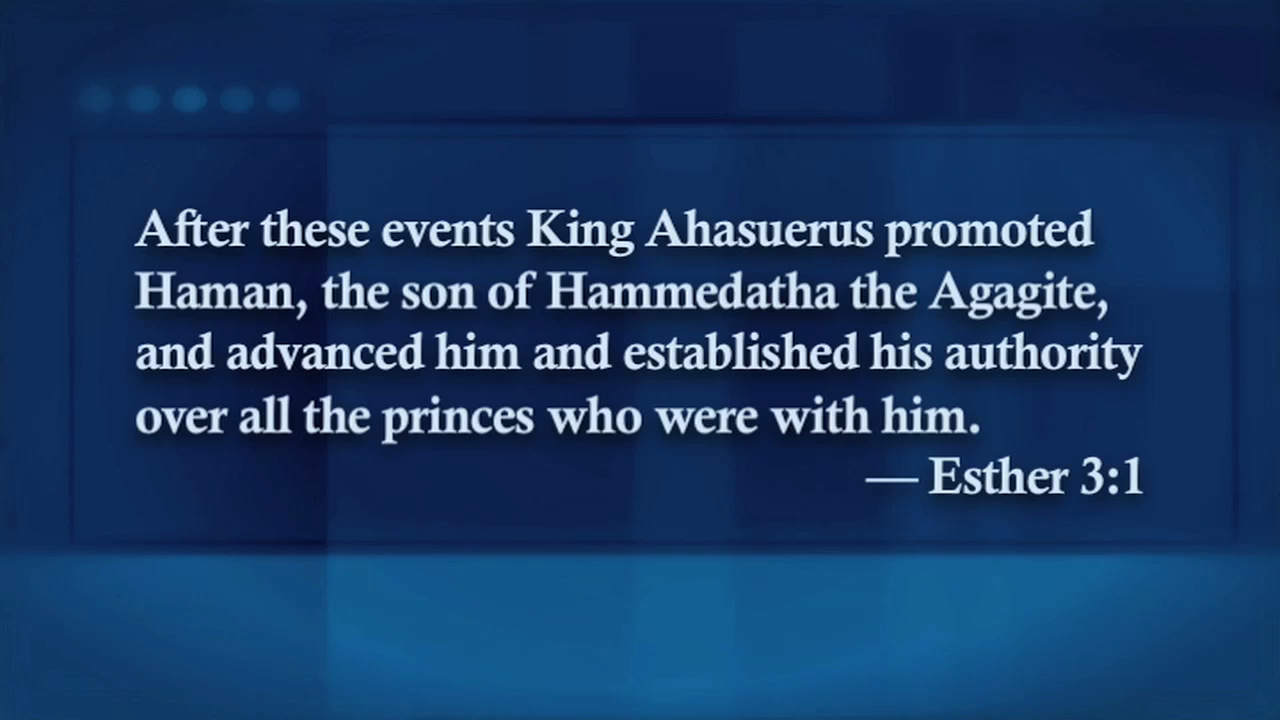 After these events King Ahasuerus promoted
Haman, the son of Hammedatha the Agagite,
and advanced him and established his authority
over all the princes who were with him.
— Esther 3:1